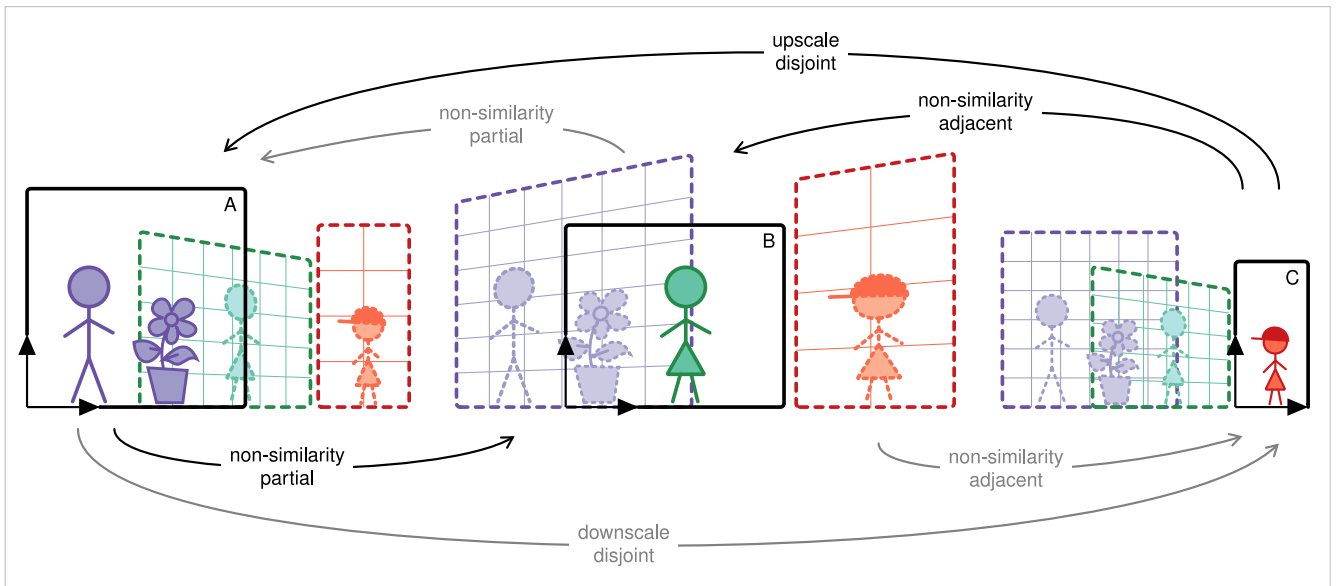 upscale
disjoint
non-similarity
partial
non-similarity
adjacent
A
B
C
non-similarity
partial
non-similarity
adjacent
downscale
disjoint